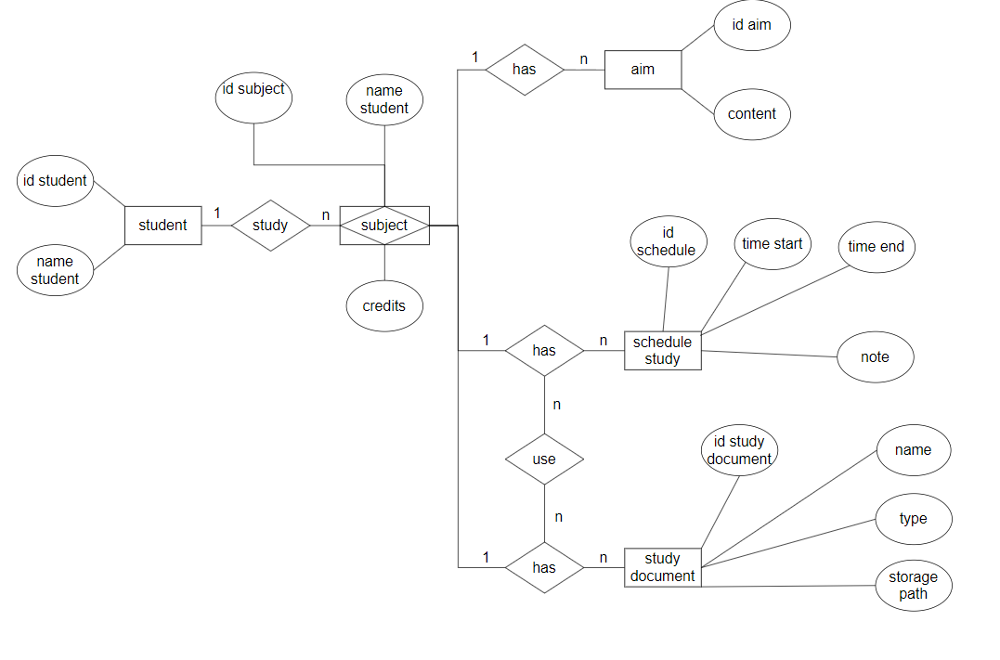 id aim
1
has
n
aim
content
id subject
name
student
id student
student
1
study
n
subject
name
student
credits
id
schedule
time start
time end
1
has
n
schedule
study
note
n
use
n
id study
document
name
type
1
has
n
study
document
storage
path